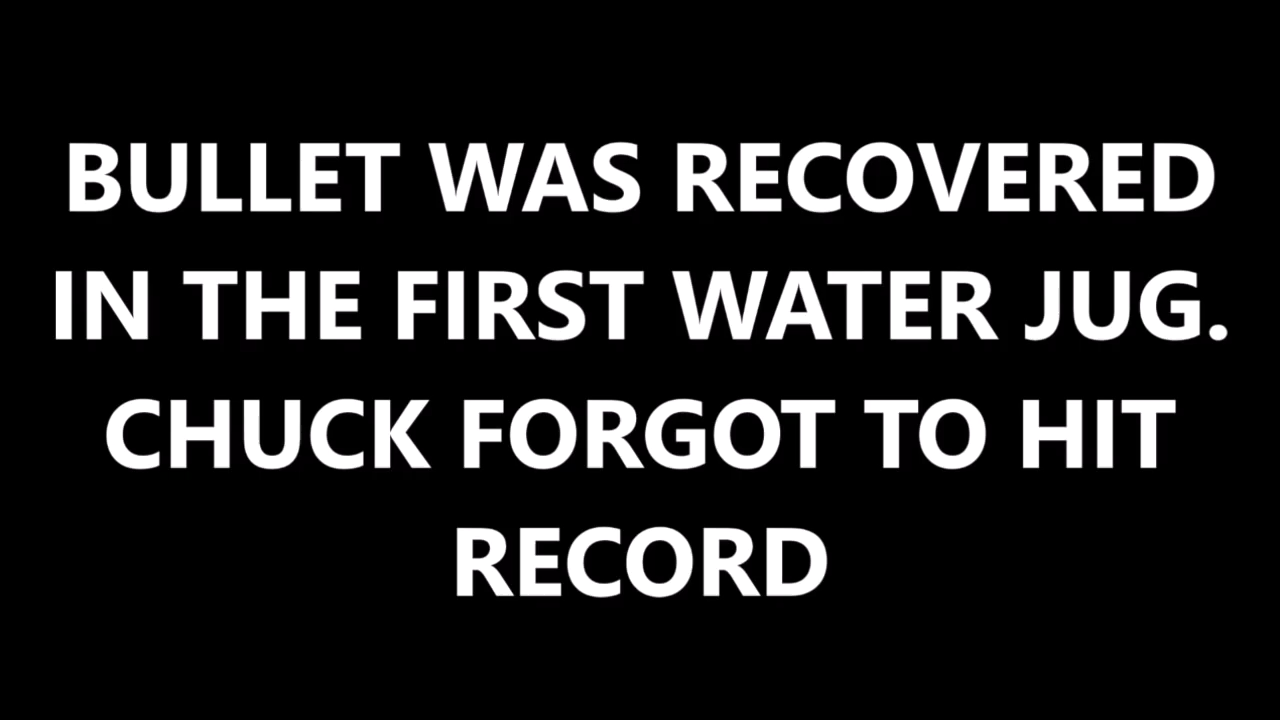 BULLET WAS RECOVERED
IN THE FIRST WATER JUG.
CHUCK FORGOT TO HIT
RECORD